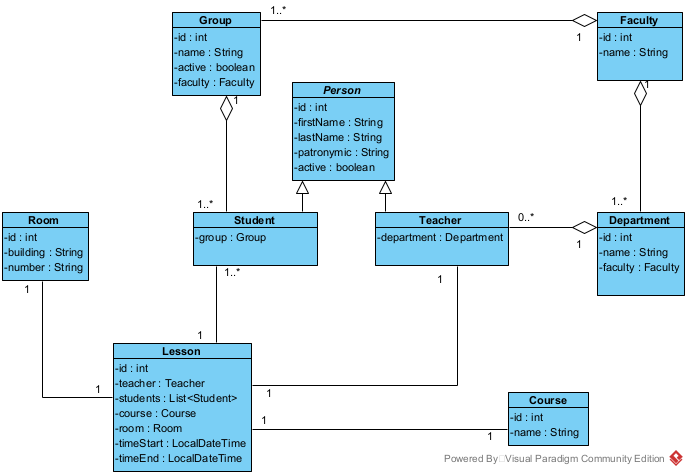 Group
-id : int
-name : String
-active : boolean
-faculty : Faculty
1..*
1
Faculty
-id : int
-name : String
1
1
Person
-id : int
-firstName : String
-lastName : String
-patronymic : String
-active : boolean
1..*
1..*
Room
-id : int
-building : String
-number : String
1
Student
-group : Group
1..*
Teacher
-department : Department
1
0..*
1
Department
-id : int
-name : String
-faculty : Faculty
1
1
Lesson
-id : int
-teacher : Teacher
-students : List<Student>
-course : Course
-room : Room
-timeStart : LocalDateTime
-timeEnd : LocalDateTime
1
1
1
Course
-id : int
-name : String
Powered By Visual Paradigm Community Edition